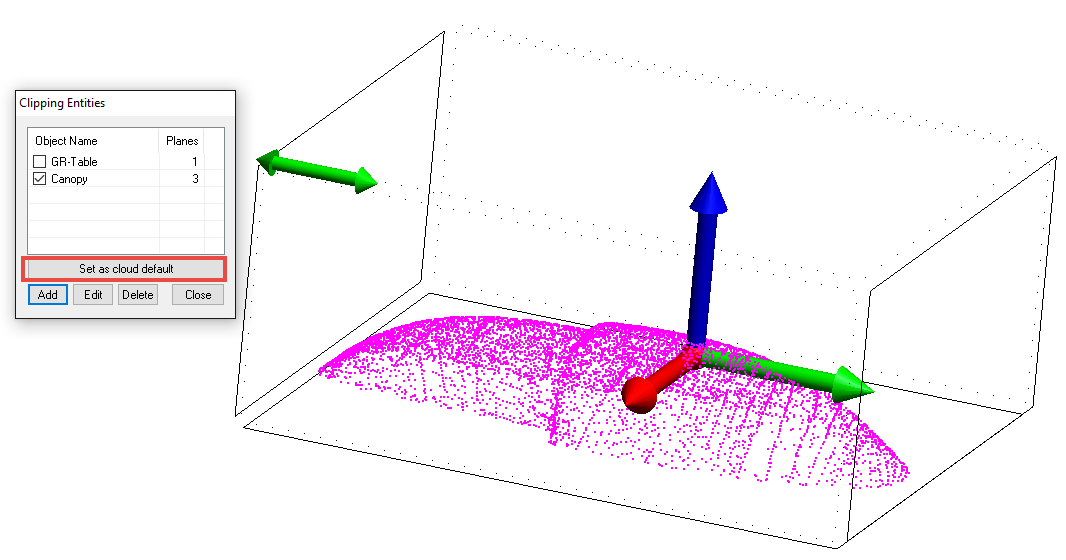 Clipping Entities
Object Name Planes
GR-Table 1
Canopy 3
Set as cloud default
Add Edit Delete Close